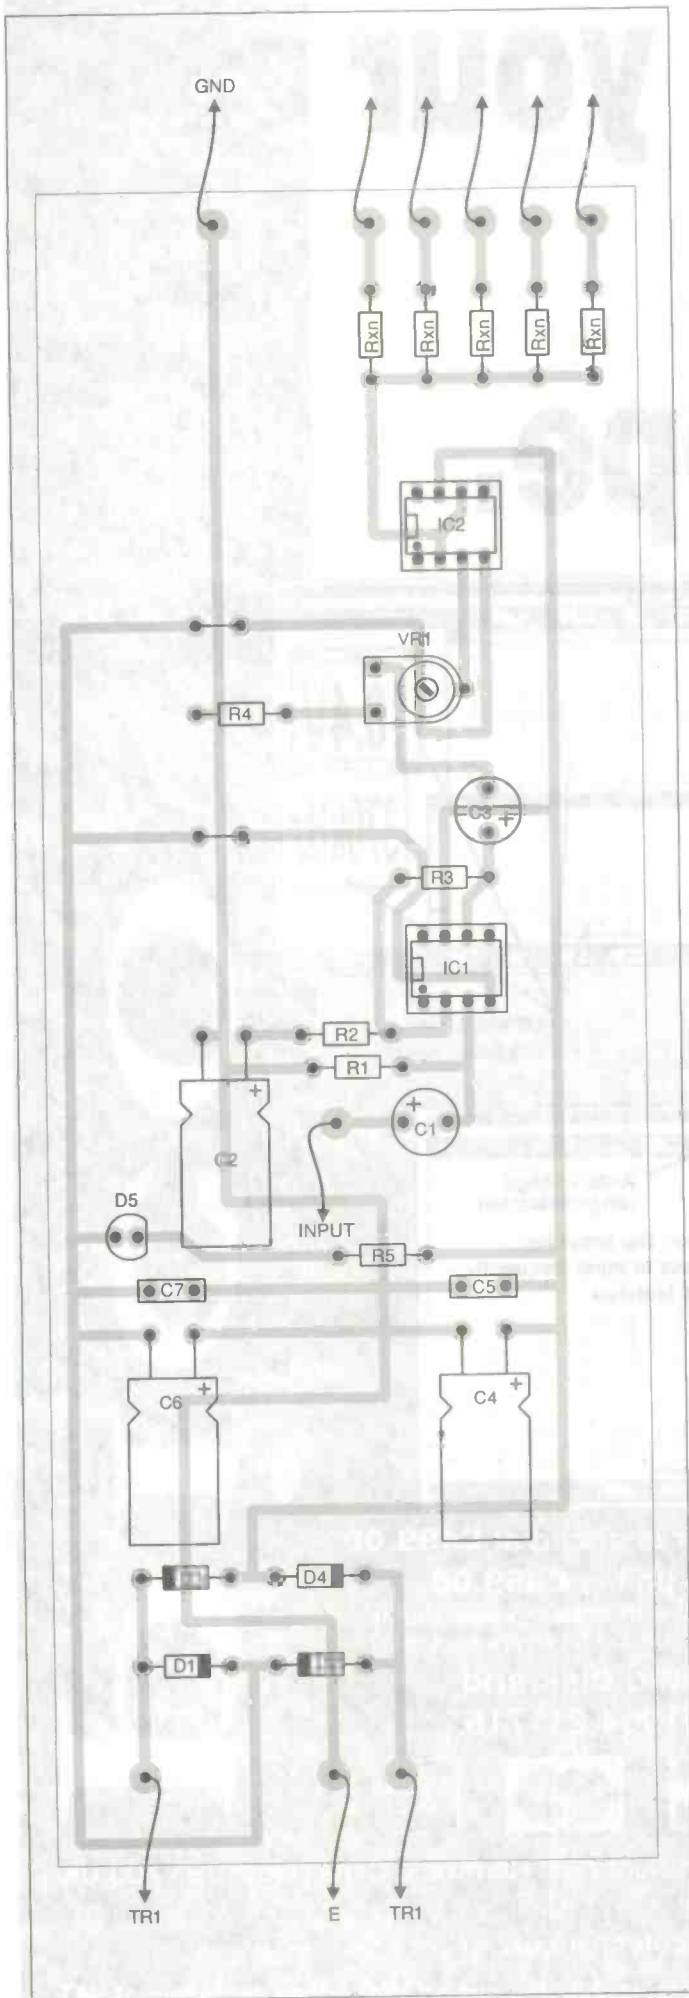 GND
Rxn Rxn Rxn Rxn Rxn
IC2
VR1
R4
C3
+
R3
IC1
R2
R1
+
+
C1
C2
D5
INPUT
R5
C7
C5
+
+
C6
C4
D4
D1
TR1
E
TR1